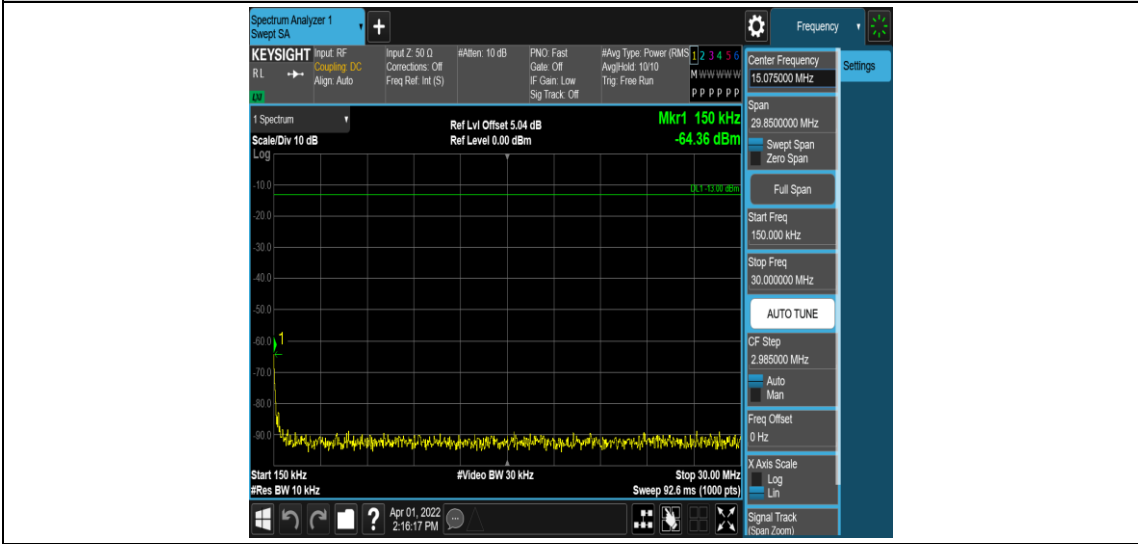 Spectrum Analyzer 1
Swept SA
+
Frequency
KEYSIGHT
RL
Input: RF
Coupling: DC
Align: Auto
Input Z: 50 Ω
Corrections: Off
Freq Ref: Int (S)
#Atten: 10 dB
PNO: Fast
Gate: Off
IF Gain: Low
Sig Track: Off
#Avg Type: Power (RMS
Avg|Hold: 10/10
Trig: Free Run
1 2 3 4 5 6
M W W W W W
P P P P P P
1 Spectrum
Scale/Div 10 dB
Log
Ref Lvl Offset 5.04 dB
Ref Level 0.00 dBm
Mkr1 150 kHz
-64.36 dBm
DL1 -13.00 dBm
-10.0
-20.0
-30.0
-40.0
-50.0
-60.0
1
-70.0
-80.0
-90.0
Start 150 kHz
#Res BW 10 kHz
#Video BW 30 kHz
Stop 30.00 MHz
Sweep 92.6 ms (1000 pts)
?
Apr 01, 2022
2:16:17 PM
Center Frequency
15.075000 MHz
Settings
Span
29.8500000 MHz
Swept Span
Zero Span
Full Span
Start Freq
150.000 kHz
Stop Freq
30.000000 MHz
AUTO TUNE
CF Step
2.985000 MHz
Auto
Man
Freq Offset
0 Hz
X Axis Scale
Log
Lin
Signal Track
(Span Zoom)